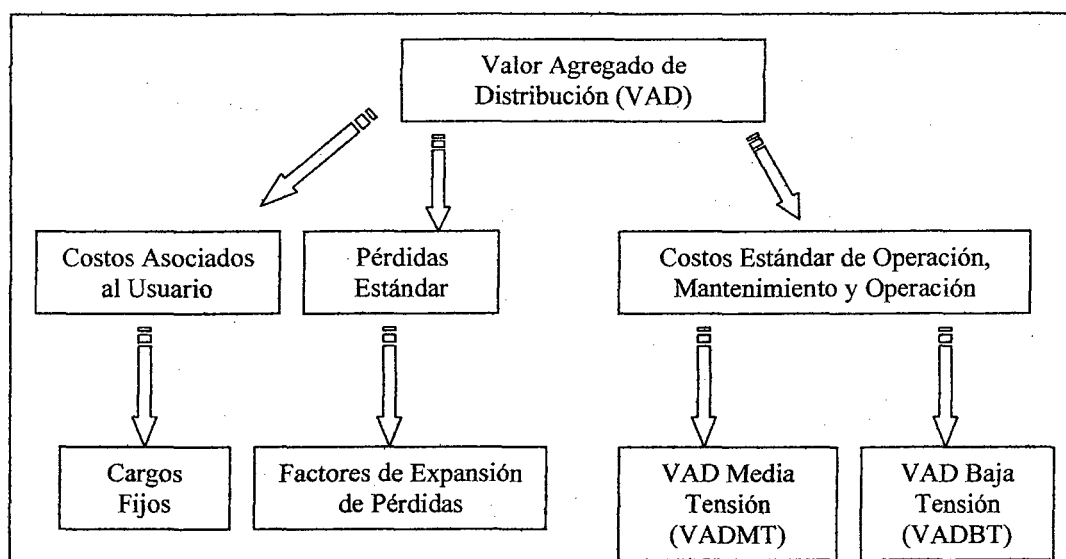 Valor Agregado de
Distribución (VAD)
Costos Asociados
al Usuario
Pérdidas
Estándar
Costos Estándar de Operación,
Mantenimiento y Operación
Cargos
Fijos
Factores de Expansión
de Pérdidas
VAD Media
Tensión
(VADMT)
VAD Baja
Tensión
(VADBT)